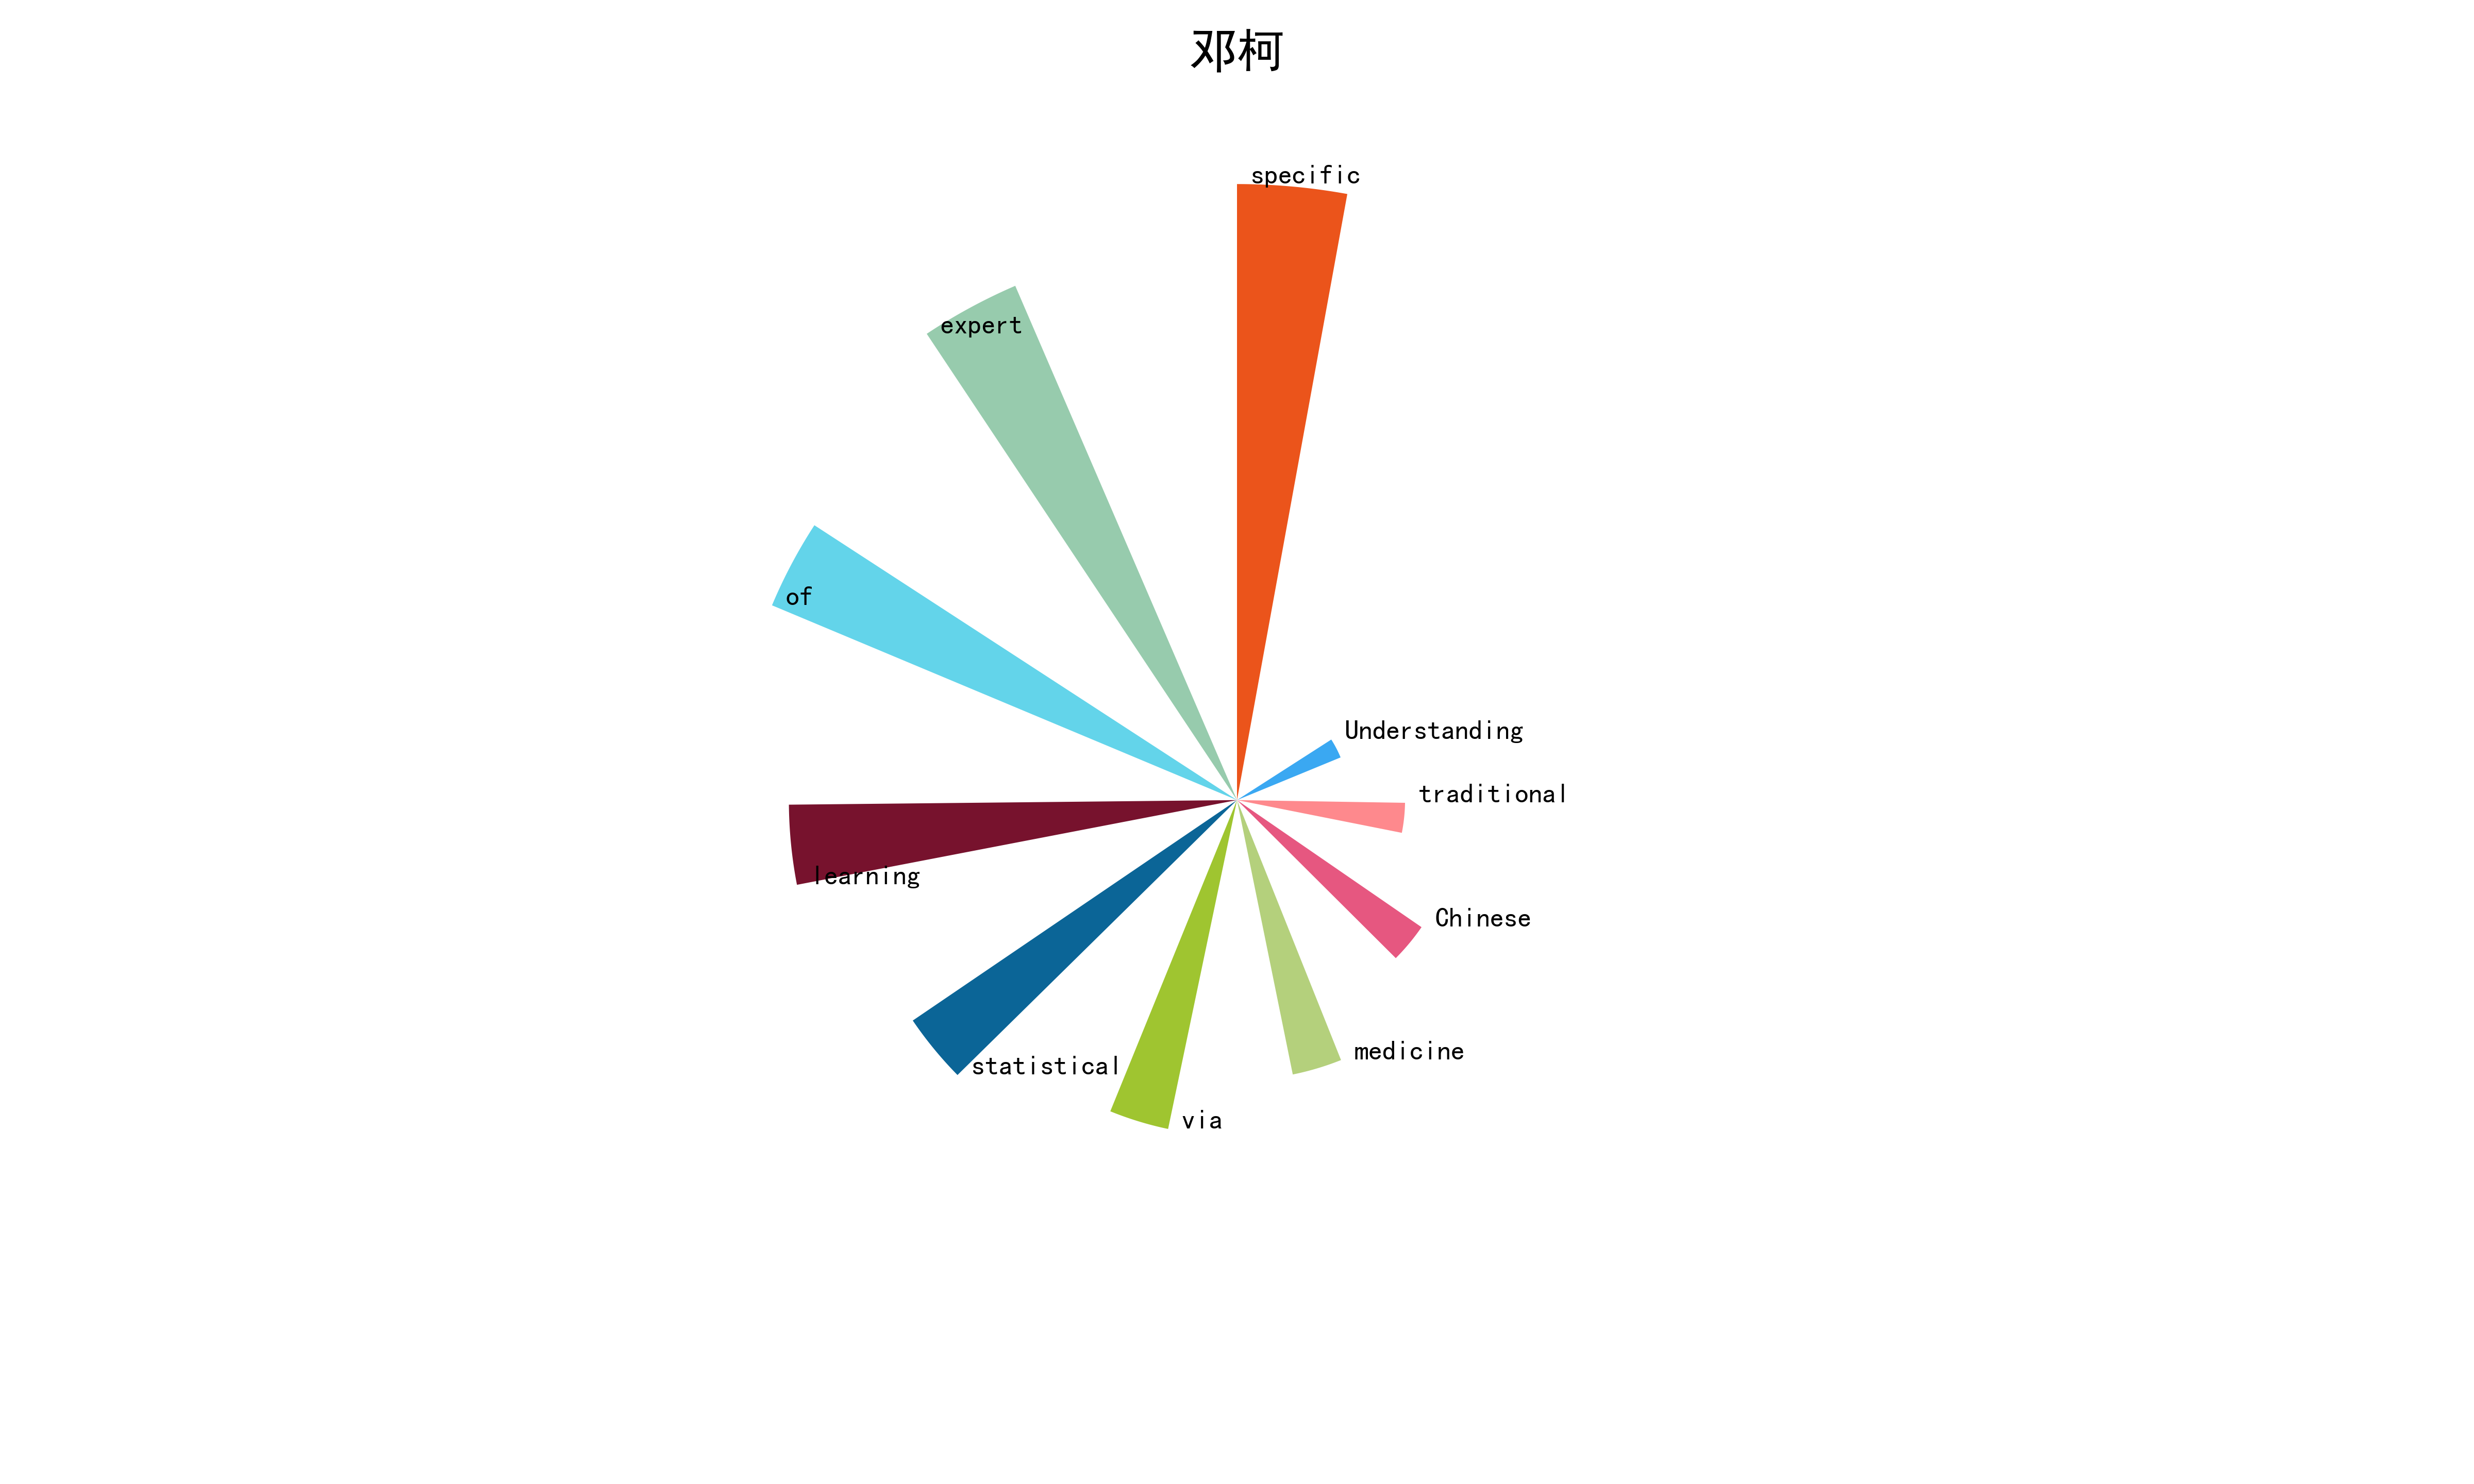 邓柯
specific
expert
of
Understanding
traditional
learning
Chinese
medicine
statistical
via